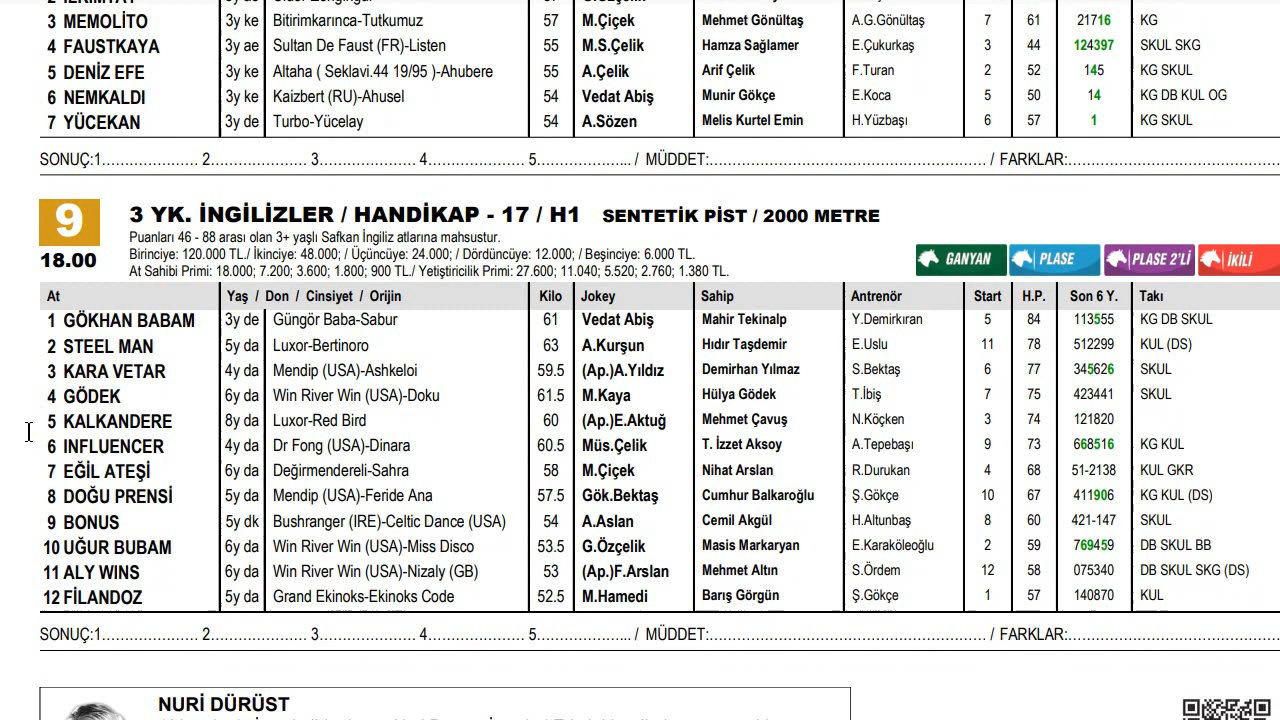 3 MEMOLİTO 3y ke Bitirimkarınca-Tutkumuz 57 M.Çiçek Mehmet Gönültaş A.G.Gönültaş 7 61 21716 KG
4 FAUSTKAYA 3y ae Sultan De Faust (FR)-Listen 55 M.S.Çelik Hamza Sağlamer E.Çukurkaş 3 44 124397 SKUL SKG
5 DENİZ EFE 3y ke Altaha ( Seklavi.44 19/95 )-Ahubere 55 A.Çelik Arif Çelik F.Turan 2 52 145 KG SKUL
6 NEMKALDI 3y ke Kaizbert (RU)-Ahusel 54 Vedat Abiş Munir Gökçe E.Koca 5 50 14 KG DB KUL OG
7 YÜCEKAN 3y de Turbo-Yücelay 54 A.Sözen Melis Kurtel Emin H.Yüzbaşı 6 57 1 KG SKUL
SONUÇ:1...................... 2...................... 3...................... 4...................... 5...................... / MÜDDET:............................................................ / FARKLAR:............................................
9 3 YK. İNGİLİZLER / HANDİKAP - 17 / H1 SENTETİK PİST / 2000 METRE
Puanları 46 - 88 arası olan 3+ yaşlı Safkan İngiliz atlarına mahsustur.
18.00 Birinciye: 120.000 TL./ İkinciye: 48.000; / Üçüncüye: 24.000; / Dördüncüye: 12.000; / Beşinciye: 6.000 TL.
At Sahibi Primi: 18.000; 7.200; 3.600; 1.800; 900 TL./ Yetiştiricilik Primi: 27.600; 11.040; 5.520; 2.760; 1.380 TL.
GANYAN PLASE PLASE 2'Lİ İKİLİ
At Yaş / Don / Cinsiyet / Orijin Kilo Jokey Sahip Antrenör Start H.P. Son 6 Y. Takı
1 GÖKHAN BABAM 3y de Güngör Baba-Sabur 61 Vedat Abiş Mahir Tekinalp Y.Demirkıran 5 84 113555 KG DB SKUL
2 STEEL MAN 5y da Luxor-Bertinoro 63 A.Kurşun Hıdır Taşdemir E.Uslu 11 78 512299 KUL (DS)
3 KARA VETAR 4y da Mendip (USA)-Ashkeloi 59.5 (Ap.)A.Yıldız Demirhan Yılmaz S.Bektaş 6 77 345626 SKUL
4 GÖDEK 6y da Win River Win (USA)-Doku 61.5 M.Kaya Hülya Gödek T.İbiş 7 75 423441 SKUL
5 KALKANDERE 8y da Luxor-Red Bird 60 (Ap.)E.Aktuğ Mehmet Çavuş N.Köçken 3 74 121820
6 INFLUENCER 4y da Dr Fong (USA)-Dinara 60.5 Müs.Çelik T. İzzet Aksoy A.Tepebaşı 9 73 668516 KG KUL
7 EĞİL ATEŞİ 6y da Değirmendereli-Sahra 58 M.Çiçek Nihat Arslan R.Durukan 4 68 51-2138 KUL GKR
8 DOĞU PRENSİ 5y da Mendip (USA)-Feride Ana 57.5 Gök.Bektaş Cumhur Balkaroğlu Ş.Gökçe 10 67 411906 KG KUL (DS)
9 BONUS 5y dk Bushranger (IRE)-Celtic Dance (USA) 54 A.Aslan Cemil Akgül H.Altunbaş 8 60 421-147 SKUL
10 UĞUR BUBAM 6y da Win River Win (USA)-Miss Disco 53.5 G.Özçelik Masis Markaryan E.Karaköleoğlu 2 59 769459 DB SKUL BB
11 ALY WINS 6y da Win River Win (USA)-Nizaly (GB) 53 (Ap.)F.Arslan Mehmet Altın S.Ördem 12 58 075340 DB SKUL SKG (DS)
12 FİLANDOZ 5y da Grand Ekinoks-Ekinoks Code 52.5 M.Hamedi Barış Görgün Ş.Gökçe 1 57 140870 KUL
SONUÇ:1...................... 2...................... 3...................... 4...................... 5...................... / MÜDDET:............................................................ / FARKLAR:............................................
NURİ DÜRÜST